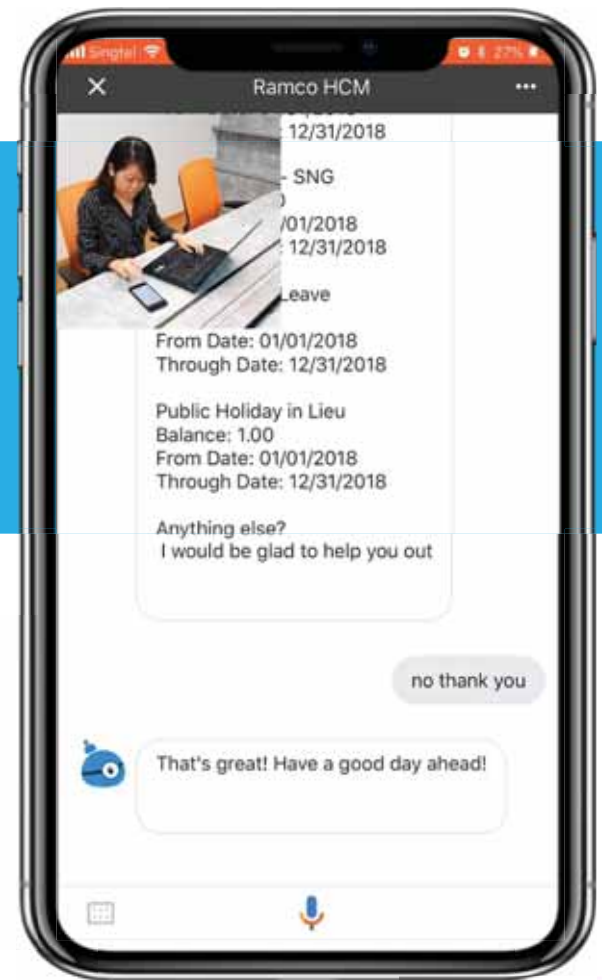 Singtel
27%
Ramco HCM
: 12/31/2018
- SNG
/01/2018
: 12/31/2018
Leave
From Date: 01/01/2018
Through Date: 12/31/2018
Public Holiday in Lieu
Balance: 1.00
From Date: 01/01/2018
Through Date: 12/31/2018
Anything else?
I would be glad to help you out
no thank you
That's great! Have a good day ahead!